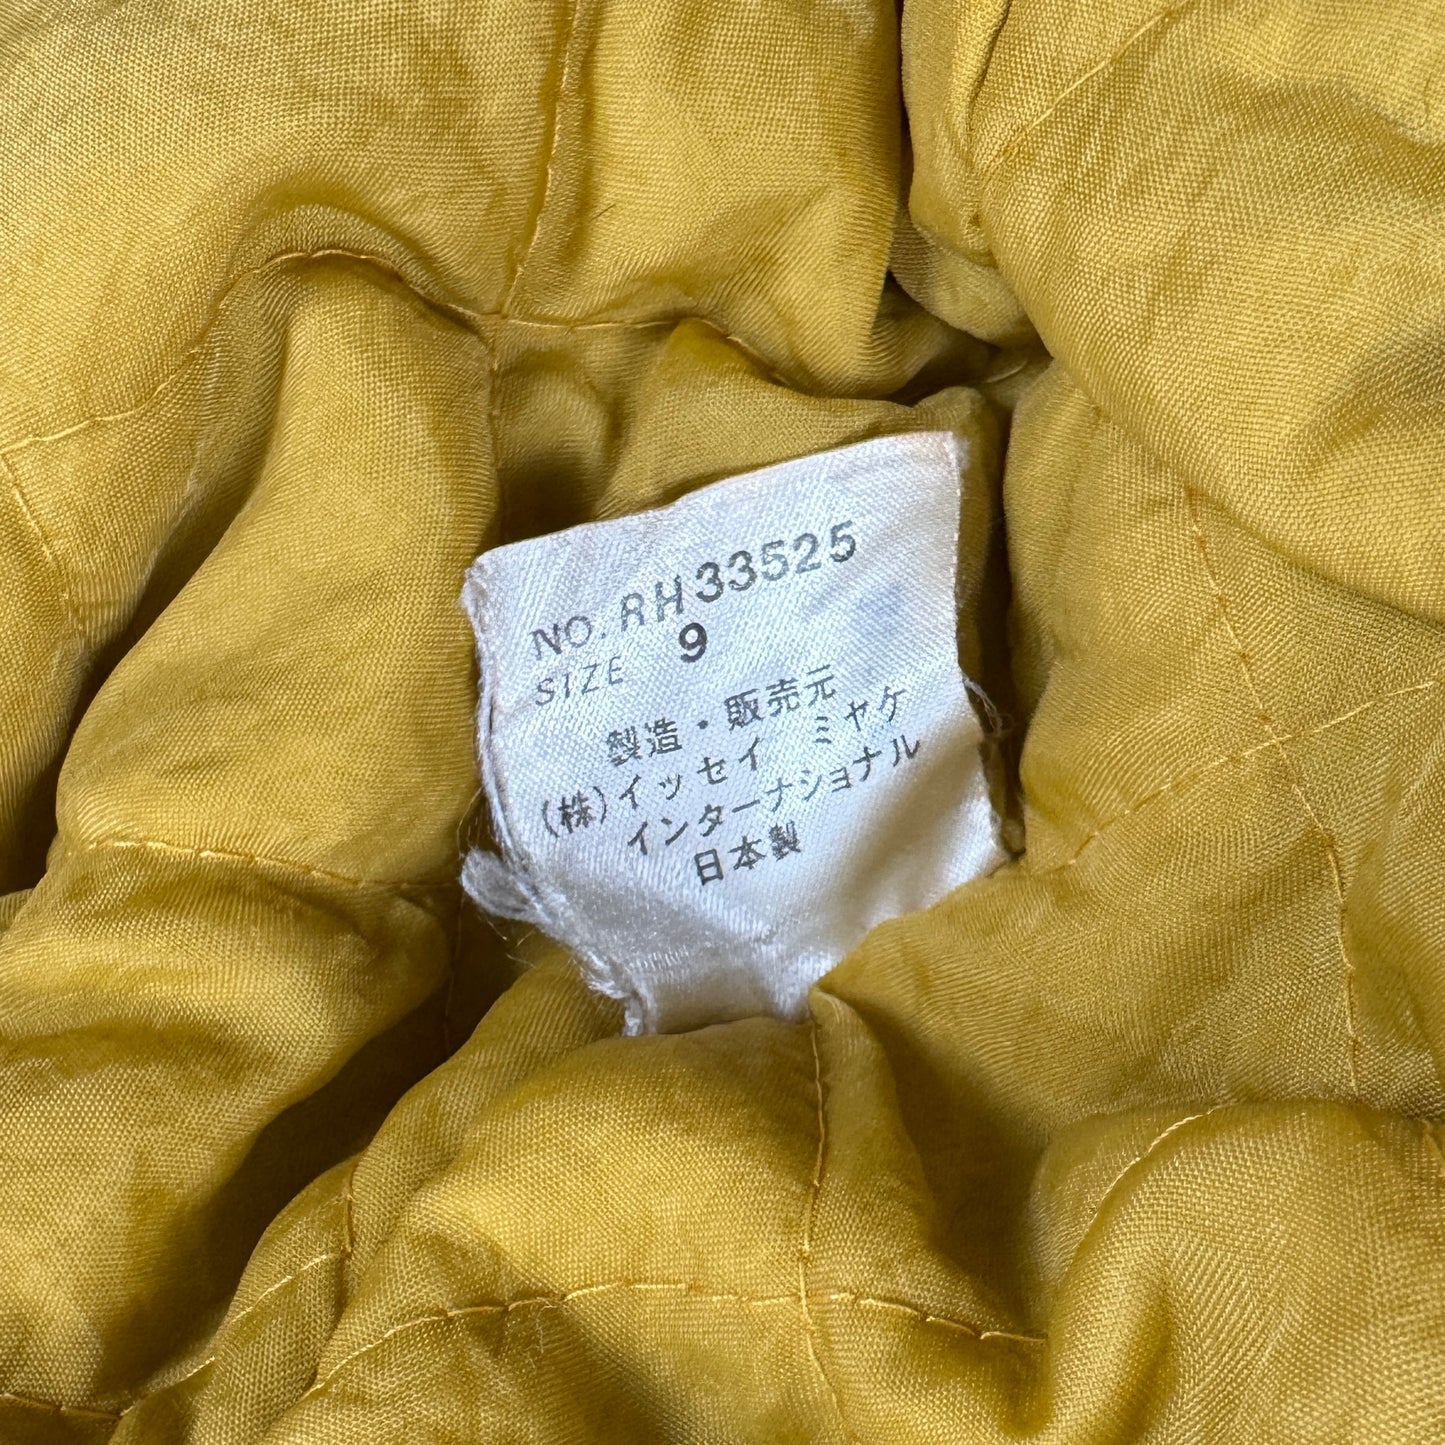 NO. RH33525
SIZE 9
製造・販売元
(株)イッセイ ミヤケ
インターナショナル
日本製